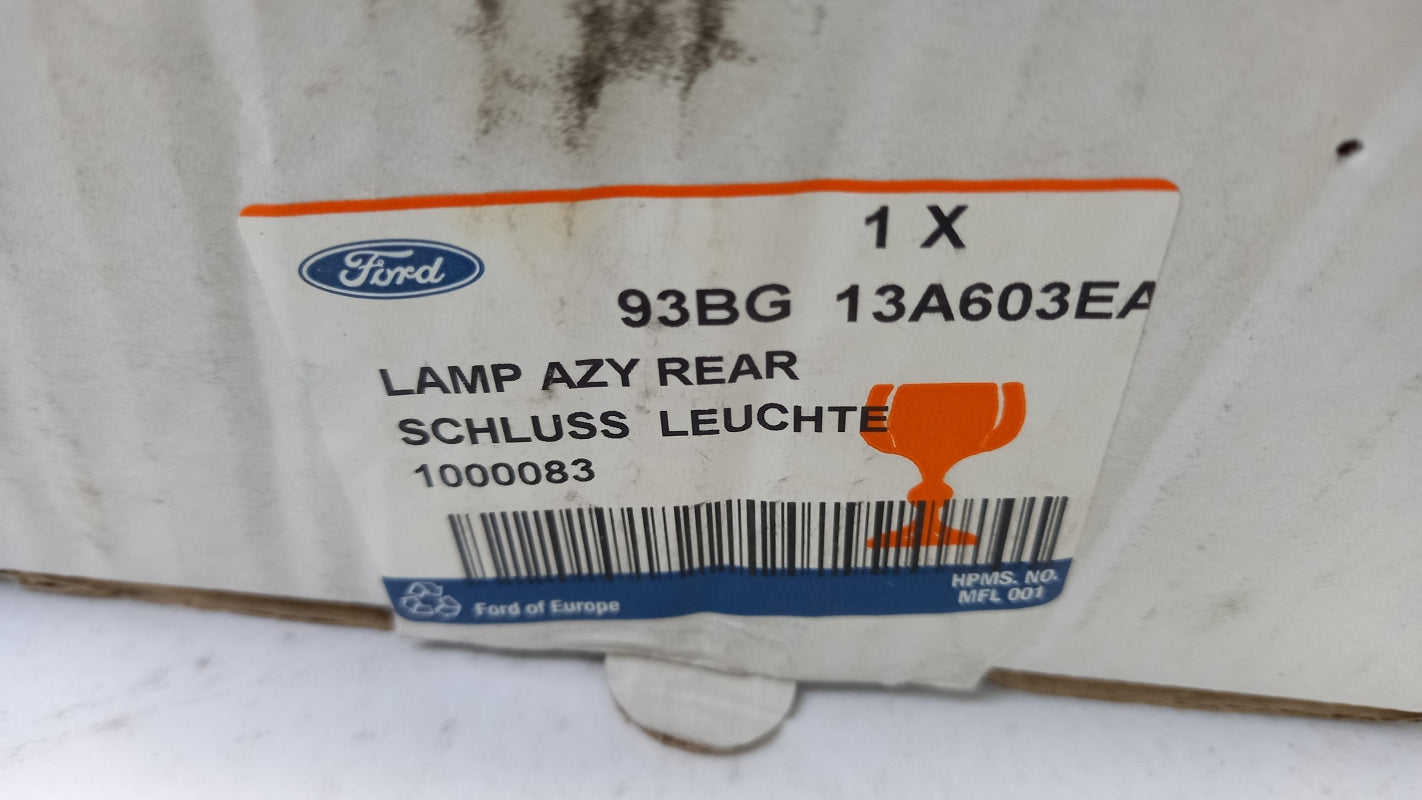 Ford
1 X
93BG 13A603EA
LAMP AZY REAR
SCHLUSS LEUCHTE
1000083
HPMS. NO.
Ford of Europe
MFL 001